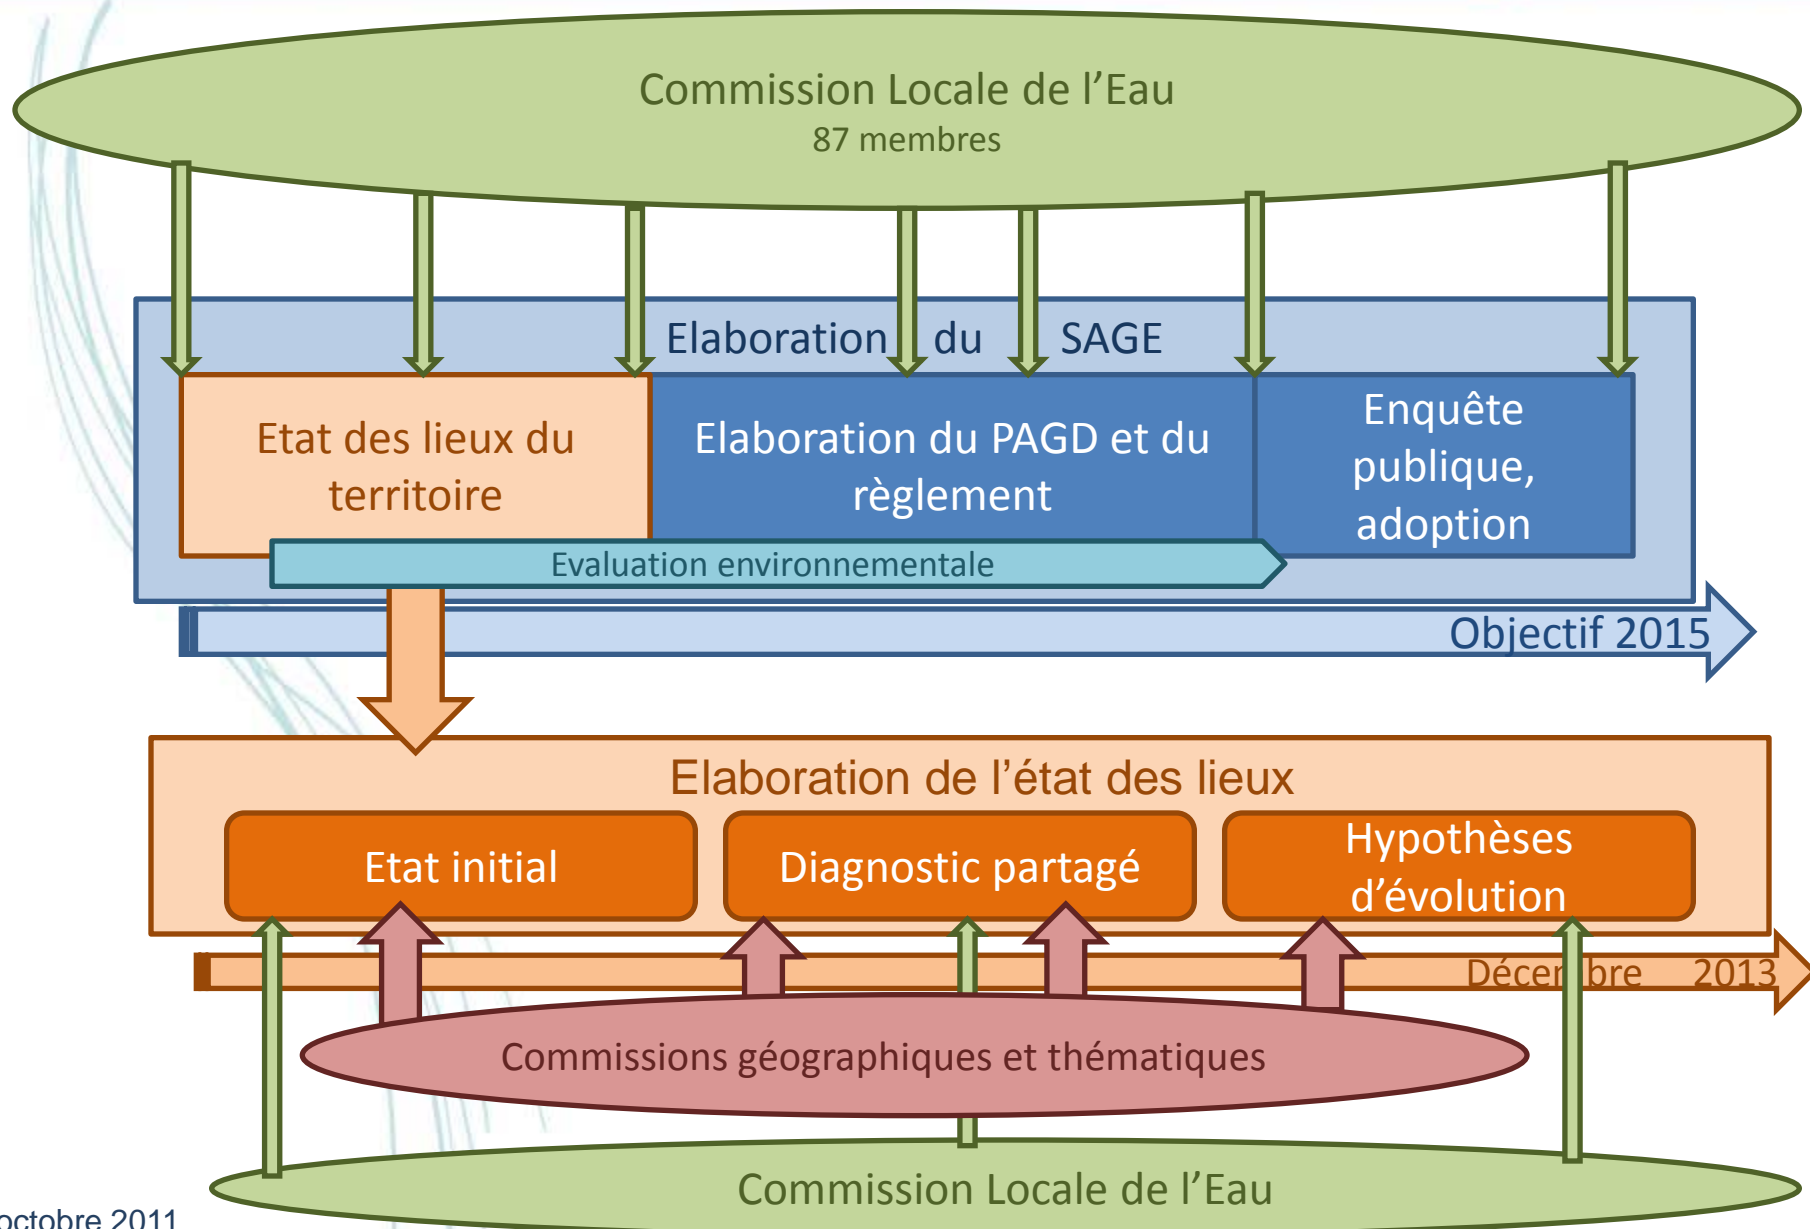 Commission Locale de l’Eau
87 membres
Elaboration du SAGE
Etat des lieux du
territoire
Elaboration du PAGD et du
règlement
Enquête
publique,
adoption
Evaluation environnementale
Objectif 2015
Elaboration de l’état des lieux
Etat initial
Diagnostic partagé
Hypothèses
d’évolution
Décembre 2013
Commissions géographiques et thématiques
Commission Locale de l’Eau
octobre 2011